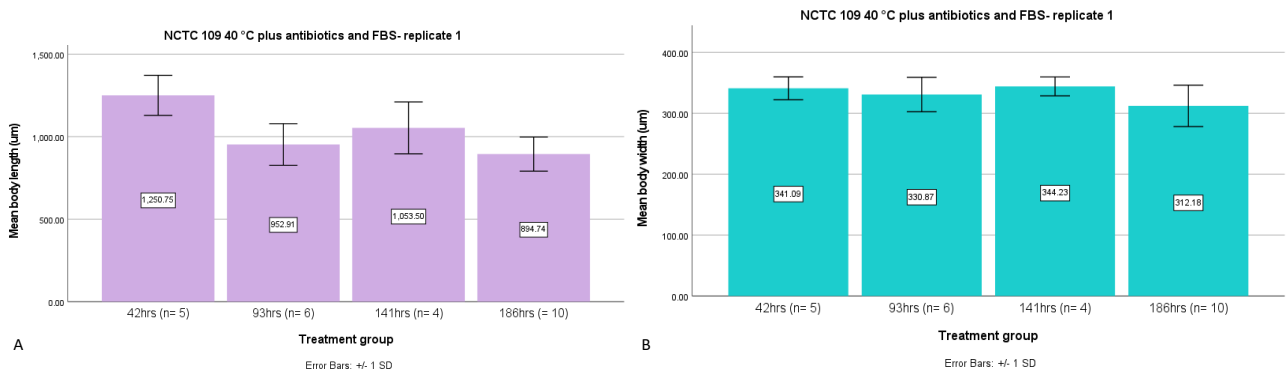 NCTC 109 40 °C plus antibiotics and FBS- replicate 1
Mean body length (um)
1,500.00
1,000.00
500.00
0.00
1,250.75
952.91
1,053.50
894.74
42hrs (n= 5)
93hrs (n= 6)
141hrs (n= 4)
186hrs (= 10)
Treatment group
Error Bars: +/- 1 SD
A
NCTC 109 40 °C plus antibiotics and FBS- replicate 1
Mean body width (um)
400.00
300.00
200.00
100.00
0.00
341.09
330.87
344.23
312.18
42hrs (n= 5)
93hrs (n= 6)
141hrs (n= 4)
186hrs (n= 10)
Treatment group
Error Bars: +/- 1 SD
B